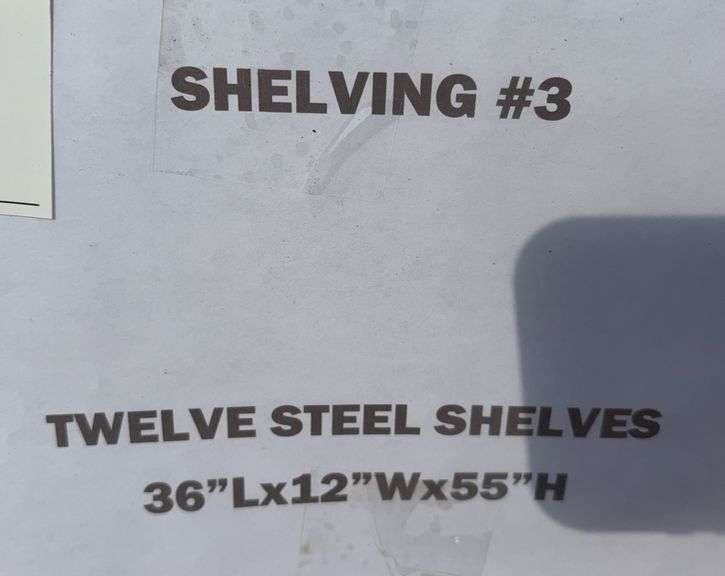 SHELVING #3
TWELVE STEEL SHELVES
36”Lx12”Wx55”H